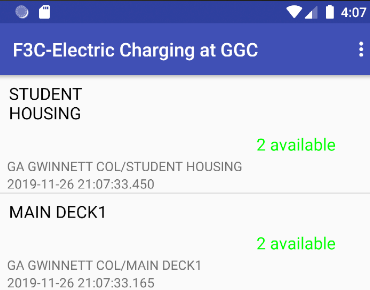 4:07
F3C-Electric Charging at GGC
STUDENT
HOUSING
2 available
GA GWINNETT COL/STUDENT HOUSING
2019-11-26 21:07:33.450
MAIN DECK1
2 available
GA GWINNETT COL/MAIN DECK1
2019-11-26 21:07:33.165